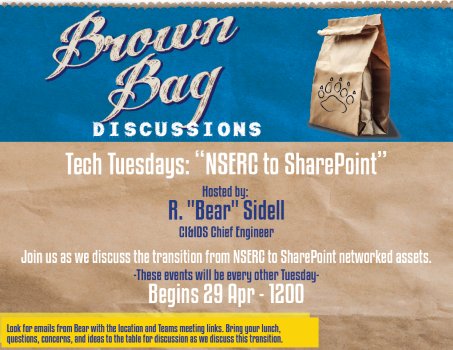 Brown
Bag
DISCUSSIONS
Tech Tuesdays: “NSERC to SharePoint”
Hosted by:
R. "Bear" Sidell
CI&IDS Chief Engineer
Join us as we discuss the transition from NSERC to SharePoint networked assets.
-These events will be every other Tuesday-
Begins 29 Apr - 1200
Look for emails from Bear with the location and Teams meeting links. Bring your lunch,
questions, concerns, and ideas to the table for discussion as we discuss this transition.